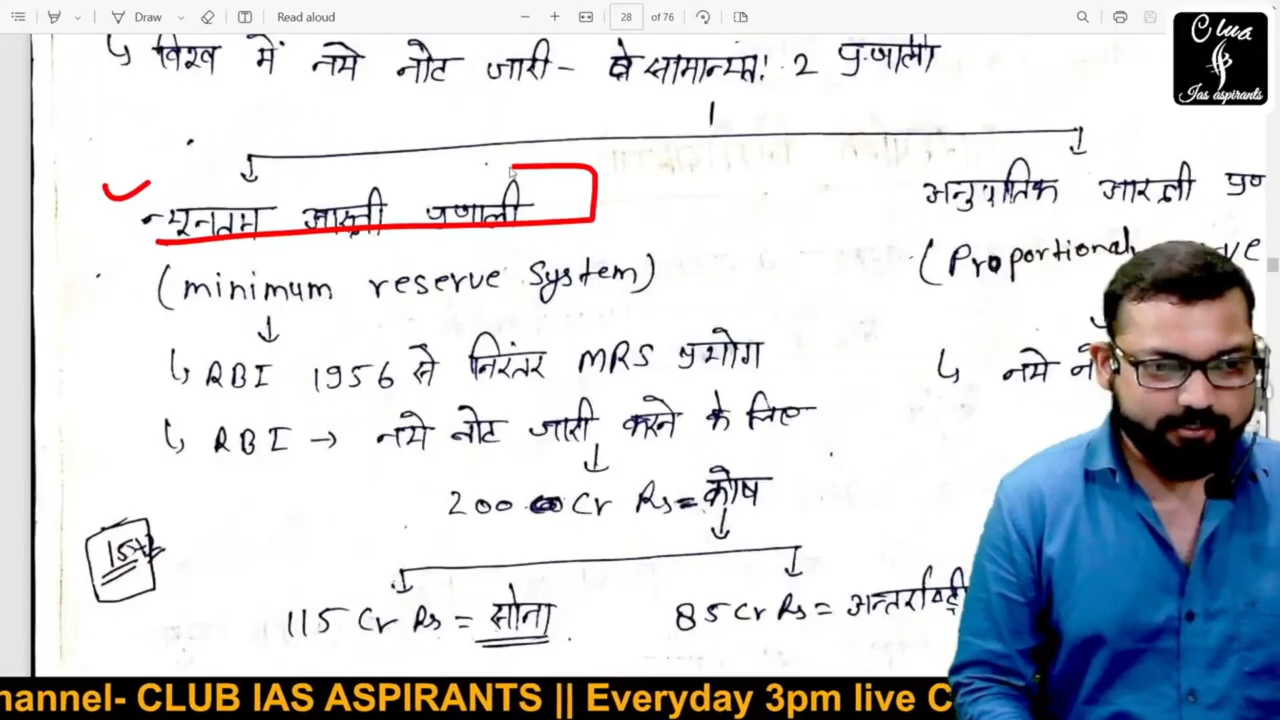 Draw
Read aloud
28 of 76
Club
Ias aspirants
↳ विश्व में नये नोट जारी - के सामान्यतः 2 प्रणाली
न्यूनतम आरक्षी प्रणाली
अनुपातिक आरक्षी
(minimum reserve System)
(Proportional
↳ RBI 1956 से निरंतर MRS प्रयोग
↳ नये
↳ RBI → नये नोट जारी करने के लिए
200 Cr Rs = कोष
115 Cr Rs = सोना
85 Cr Rs =
hannel- CLUB IAS ASPIRANTS || Everyday 3pm live C